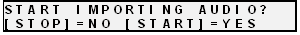 START IMPORTING AUDIO?
[STOP]=NO [START]=YES